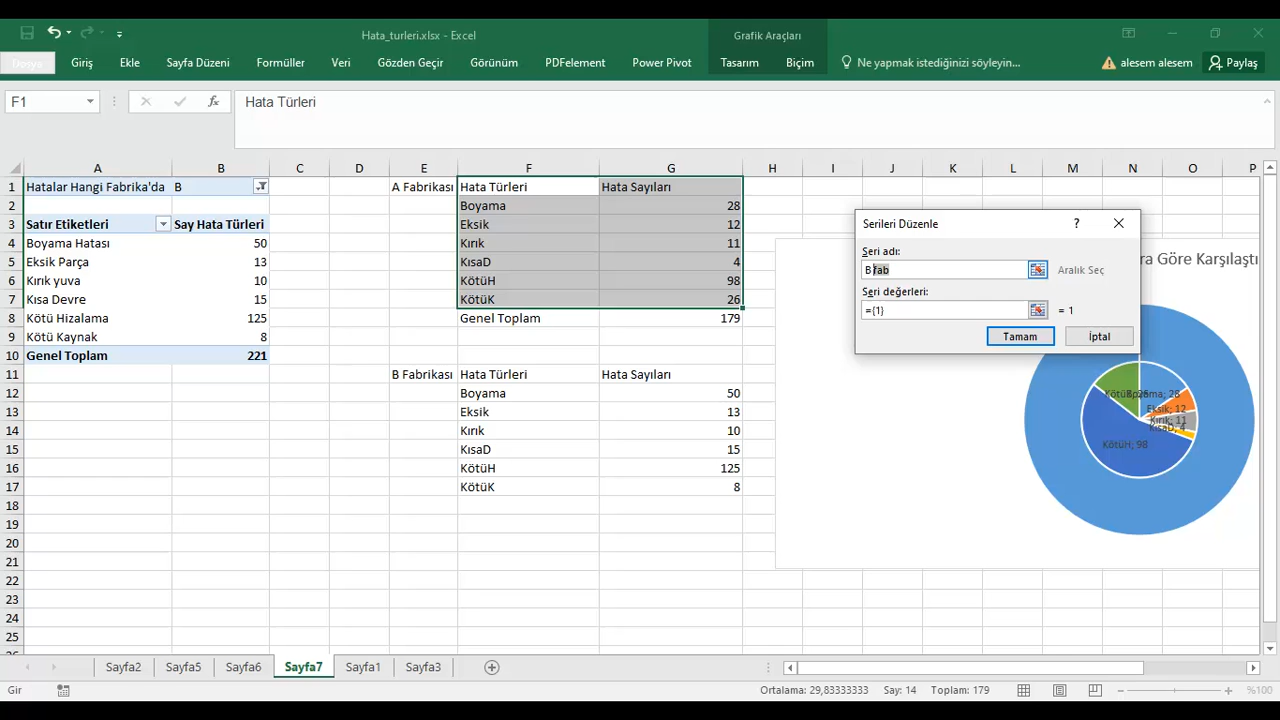 Hata_turleri.xlsx - Excel
Grafik Araçları
Dosya Giriş Ekle Sayfa Düzeni Formüller Veri Gözden Geçir Görünüm PDFelement Power Pivot Tasarım Biçim Ne yapmak istediğinizi söyleyin... alesem alesem Paylaş
F1 fx Hata Türleri
A B C D E F G H I J K L M N O P
1 Hatalar Hangi Fabrika'da B A Fabrikası Hata Türleri Hata Sayıları
2 Boyama 28
3 Satır Etiketleri Say Hata Türleri Eksik 12
4 Boyama Hatası 50 Kırık 11
5 Eksik Parça 13 KısaD 4
6 Kırık yuva 10 KötüH 98
7 Kısa Devre 15 KötüK 26
8 Kötü Hizalama 125 Genel Toplam 179
9 Kötü Kaynak 8
10 Genel Toplam 221
11 B Fabrikası Hata Türleri Hata Sayıları
12 Boyama 50
13 Eksik 13
14 Kırık 10
15 KısaD 15
16 KötüH 125
17 KötüK 8
18
19
20
21
22
23
24
25
26
Serileri Düzenle ?
Seri adı:
B fab Aralık Seç
Seri değerleri:
={1} = 1
Tamam İptal
ra Göre Karşılaştı
Boyama; 28
Eksik; 12
Kırık; 11
KısaD; 4
KötüH; 98
Sayfa2 Sayfa5 Sayfa6 Sayfa7 Sayfa1 Sayfa3
Gir Ortalama: 29,83333333 Say: 14 Toplam: 179 %100